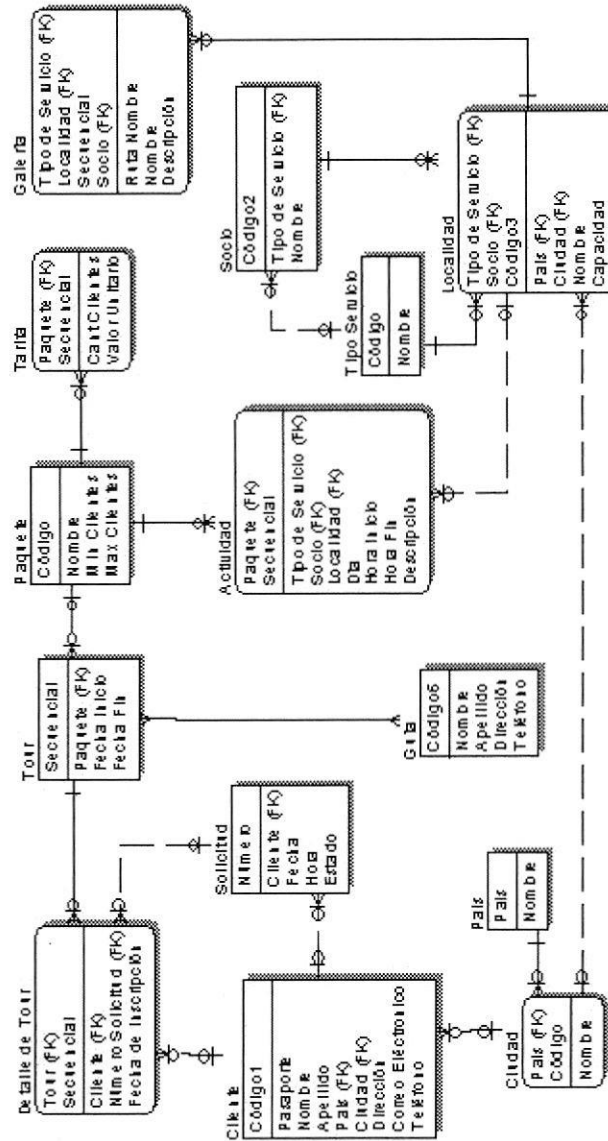 Detalle de Tour
Tour (FK)
Secuencial
Cliente (FK)
Número Solicitud (FK)
Fecha de Inscripción
Tour
Secuencial
Paquete (FK)
Fecha Inicio
Fecha Fin
Paquete
Código
Nombre
Min Clientes
Max Clientes
Tarifa
Paquete (FK)
Secuencial
Cant Clientes
Valor Unitario
Galería
Tipo de Servicio (FK)
Localidad (FK)
Secuencial
Socio (FK)
Ruta Nombre
Nombre
Descripción
Solicitud
Número
Cliente (FK)
Fecha
Hora
Estado
Actividad
Paquete (FK)
Secuencial
Tipo de Servicio (FK)
Socio (FK)
Localidad (FK)
Día
Hora Inicio
Hora Fin
Descripción
Socio
Código2
Tipo de Servicio (FK)
Nombre
Cliente
Código1
Pasaporte
Nombre
Apellido
País (FK)
Ciudad (FK)
Dirección
Correo Eléctronico
Teléfono
Guía
Código5
Nombre
Apellido
Dirección
Teléfono
Tipo Servicio
Código
Nombre
País
País
Nombre
Localidad
Tipo de Servicio (FK)
Socio (FK)
Código3
País (FK)
Ciudad (FK)
Nombre
Capacidad
Ciudad
País (FK)
Código
Nombre